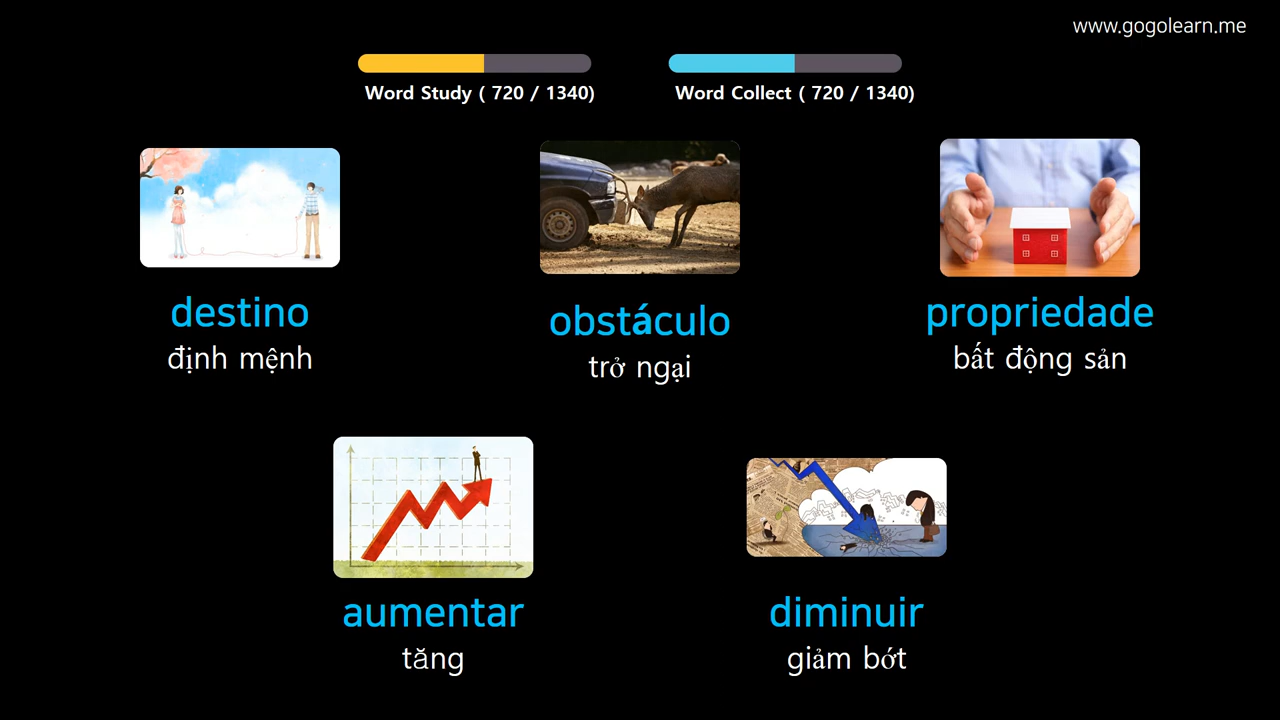 www.gogolearn.me
Word Study ( 720 / 1340)
Word Collect ( 720 / 1340)
destino
định mệnh
obstáculo
trở ngại
propriedade
bất động sản
aumentar
tăng
diminuir
giảm bớt